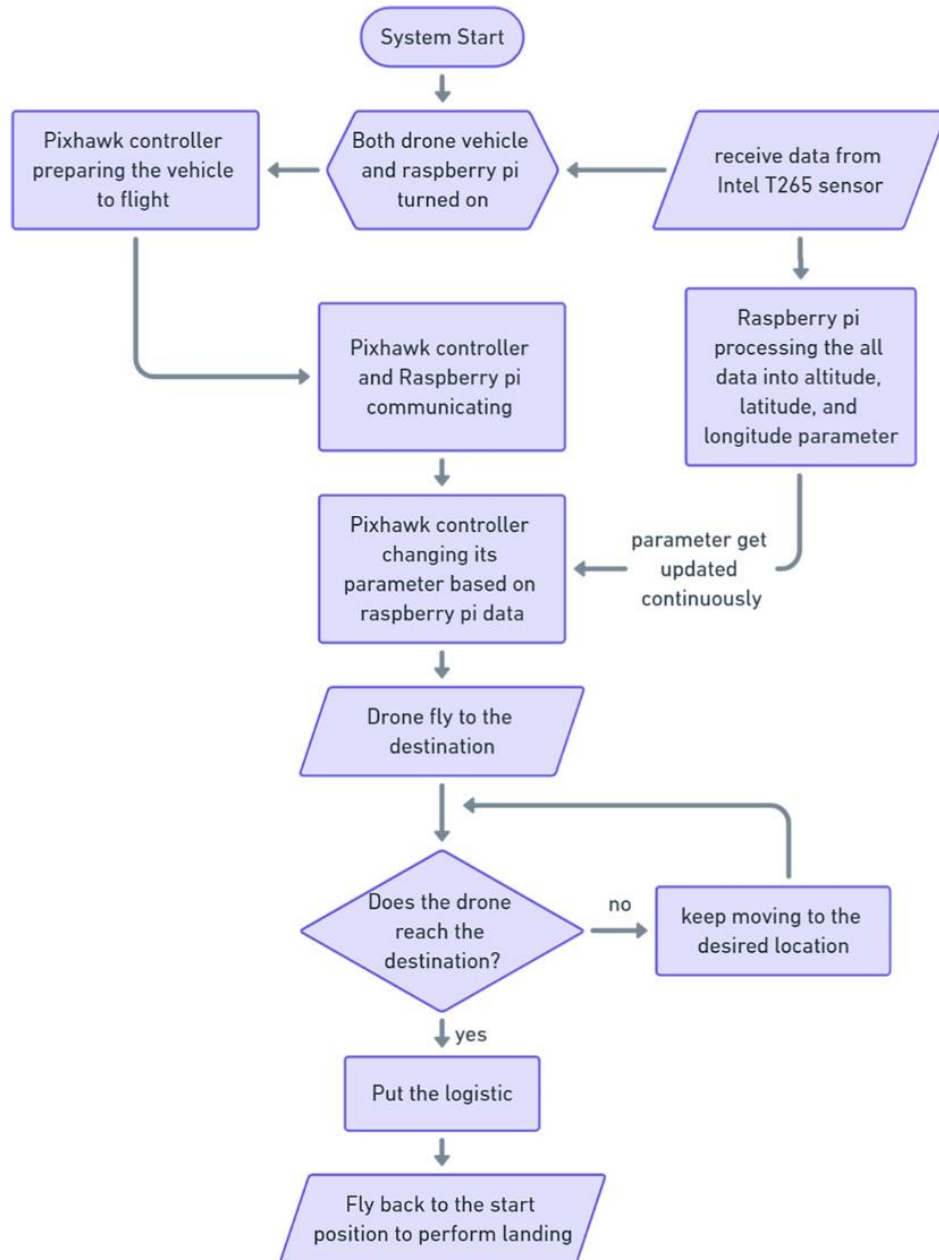 System Start
Pixhawk controller
preparing the vehicle
to flight
Both drone vehicle
and raspberry pi
turned on
receive data from
Intel T265 sensor
Pixhawk controller
and Raspberry pi
communicating
Raspberry pi
processing the all
data into altitude,
latitude, and
longitude parameter
Pixhawk controller
changing its
parameter based on
raspberry pi data
parameter get
updated
continuously
Drone fly to the
destination
Does the drone
reach the
destination?
no
keep moving to the
desired location
yes
Put the logistic
Fly back to the start
position to perform landing